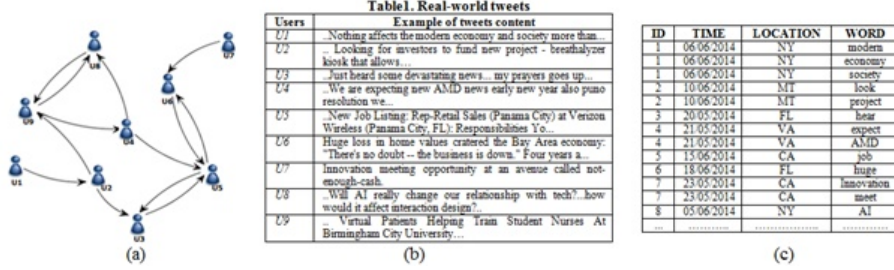 Table1. Real-world tweets
U8
U7
U6
U9
U4
U1
U2
U5
U3
(a)
Users Example of tweets content
U1 ..Nothing affects the modern economy and society more than...
U2 .. Looking for investors to fund new project - breathalyzer
kiosk that allows…
U3 ..Just heard some devastating news... my prayers goes up...
U4 ..We are expecting new AMD news early new year also puno
resolution we...
U5 ..New Job Listing: Rep-Retail Sales (Panama City) at Verizon
Wireless (Panama City, FL): Responsibilities Yo...
U6 Huge loss in home values cratered the Bay Area economy:
"There's no doubt -- the business is down." Four years a...
U7 Innovation meeting opportunity at an avenue called not-
enough-cash.
U8 ..Will AI really change our relationship with tech?...how
would it affect interaction design?..
U9 .. Virtual Patients Helping Train Student Nurses At
Birmingham City University…
(b)
ID TIME LOCATION WORD
1 06/06/2014 NY modern
1 06/06/2014 NY economy
1 06/06/2014 NY society
2 10/06/2014 MT look
2 10/06/2014 MT project
3 20/05/2014 FL hear
4 21/05/2014 VA expect
4 21/05/2014 VA AMD
5 15/06/2014 CA job
6 18/06/2014 FL huge
7 23/05/2014 CA Innovation
7 23/05/2014 CA meet
8 05/06/2014 NY AI
... ........... ................. ............
(c)